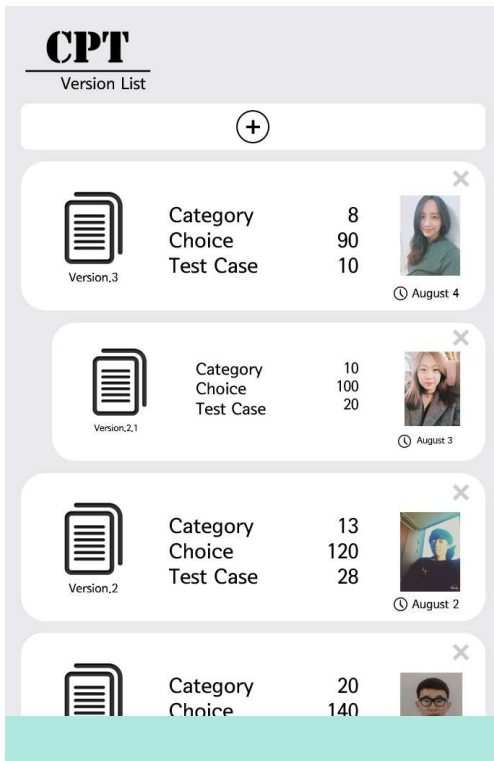 CPT
Version List
Category 8
Choice 90
Test Case 10
Version.3
August 4
Category 10
Choice 100
Test Case 20
Version.2.1
August 3
Category 13
Choice 120
Test Case 28
Version.2
August 2
Category 20
Choice 140